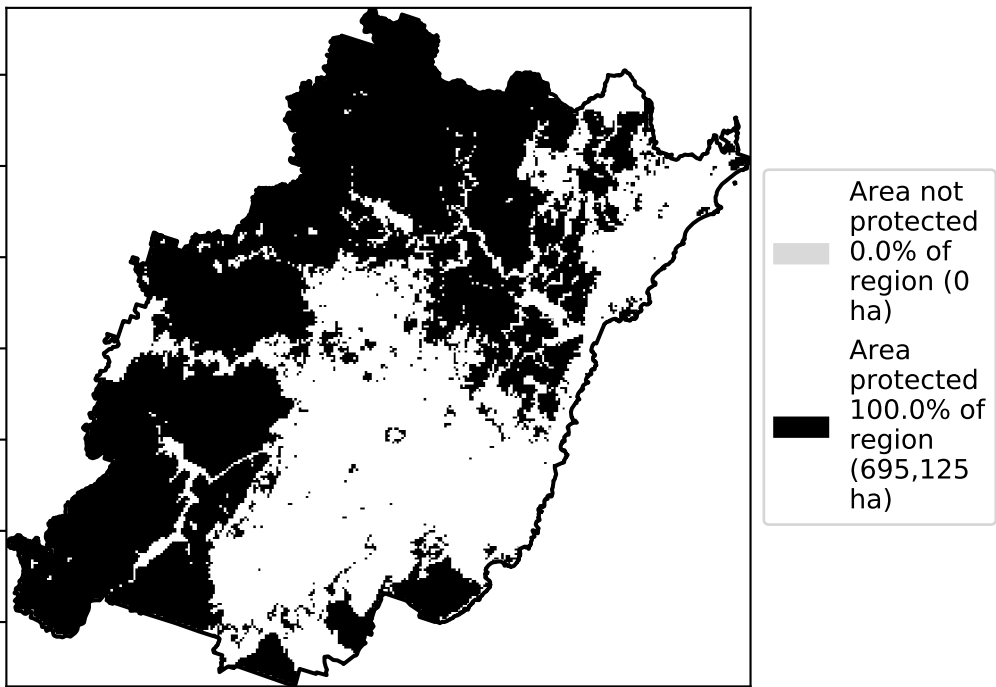 Area not
protected
0.0% of
region (0
ha)
Area
protected
100.0% of
region
(695,125
ha)